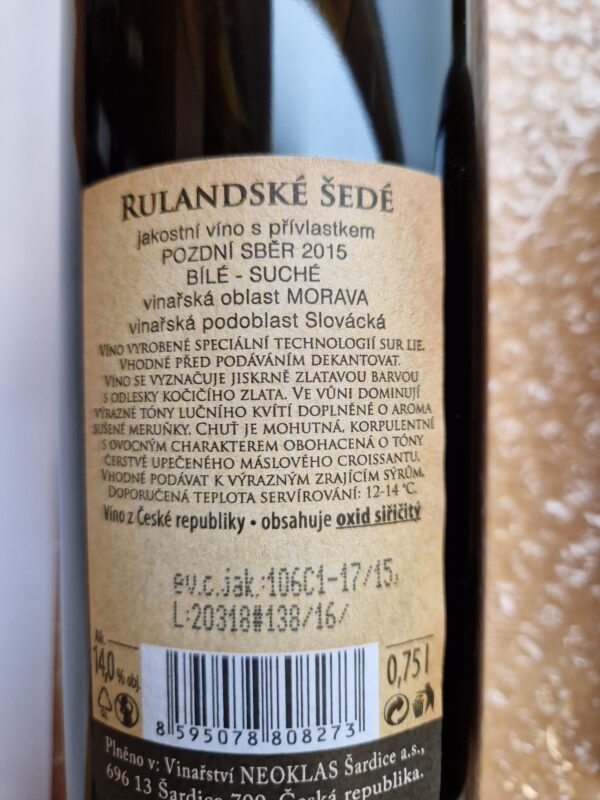 RULANDSKÉ ŠEDÉ
jakostní víno s přívlastkem
POZDNÍ SBĚR 2015
BÍLÉ - SUCHÉ
vinařská oblast MORAVA
vinařská podoblast Slovácká
VÍNO VYROBENÉ SPECIÁLNÍ TECHNOLOGIÍ SUR LIE.
VHODNÉ PŘED PODÁVÁNÍM DEKANTOVAT.
VÍNO SE VYZNAČUJE JISKRNĚ ZLATAVOU BARVOU
S ODLESKY KOČIČÍHO ZLATA. VE VŮNI DOMINUJÍ
VÝRAZNÉ TÓNY LUČNÍHO KVÍTÍ DOPLNĚNÉ O AROMA
SUŠENÉ MERUŇKY. CHUŤ JE MOHUTNÁ, KORPULENTNÍ
S OVOCNÝM CHARAKTEREM OBOHACENÁ O TÓNY
ČERSTVĚ UPEČENÉHO MÁSLOVÉHO CROISSANTU.
VHODNÉ PODÁVAT K VÝRAZNÝM ZRAJÍCÍM SÝRŮM.
DOPORUČENÁ TEPLOTA SERVÍROVÁNÍ: 12-14 °C.
Víno z České republiky • obsahuje oxid siřičitý
ev.č.jak.:106C1-17/15,
L:20318#138/16/
Alk.
14,0 % obj.
0,75 l
8 595078 808273
Plněno v: Vinařství NEOKLAS Šardice a.s.,
696 13 Šardice 700, Česká republika.